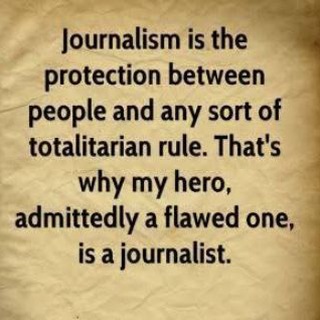 Journalism is the
protection between
people and any sort of
totalitarian rule. That's
why my hero,
admittedly a flawed one,
is a journalist.